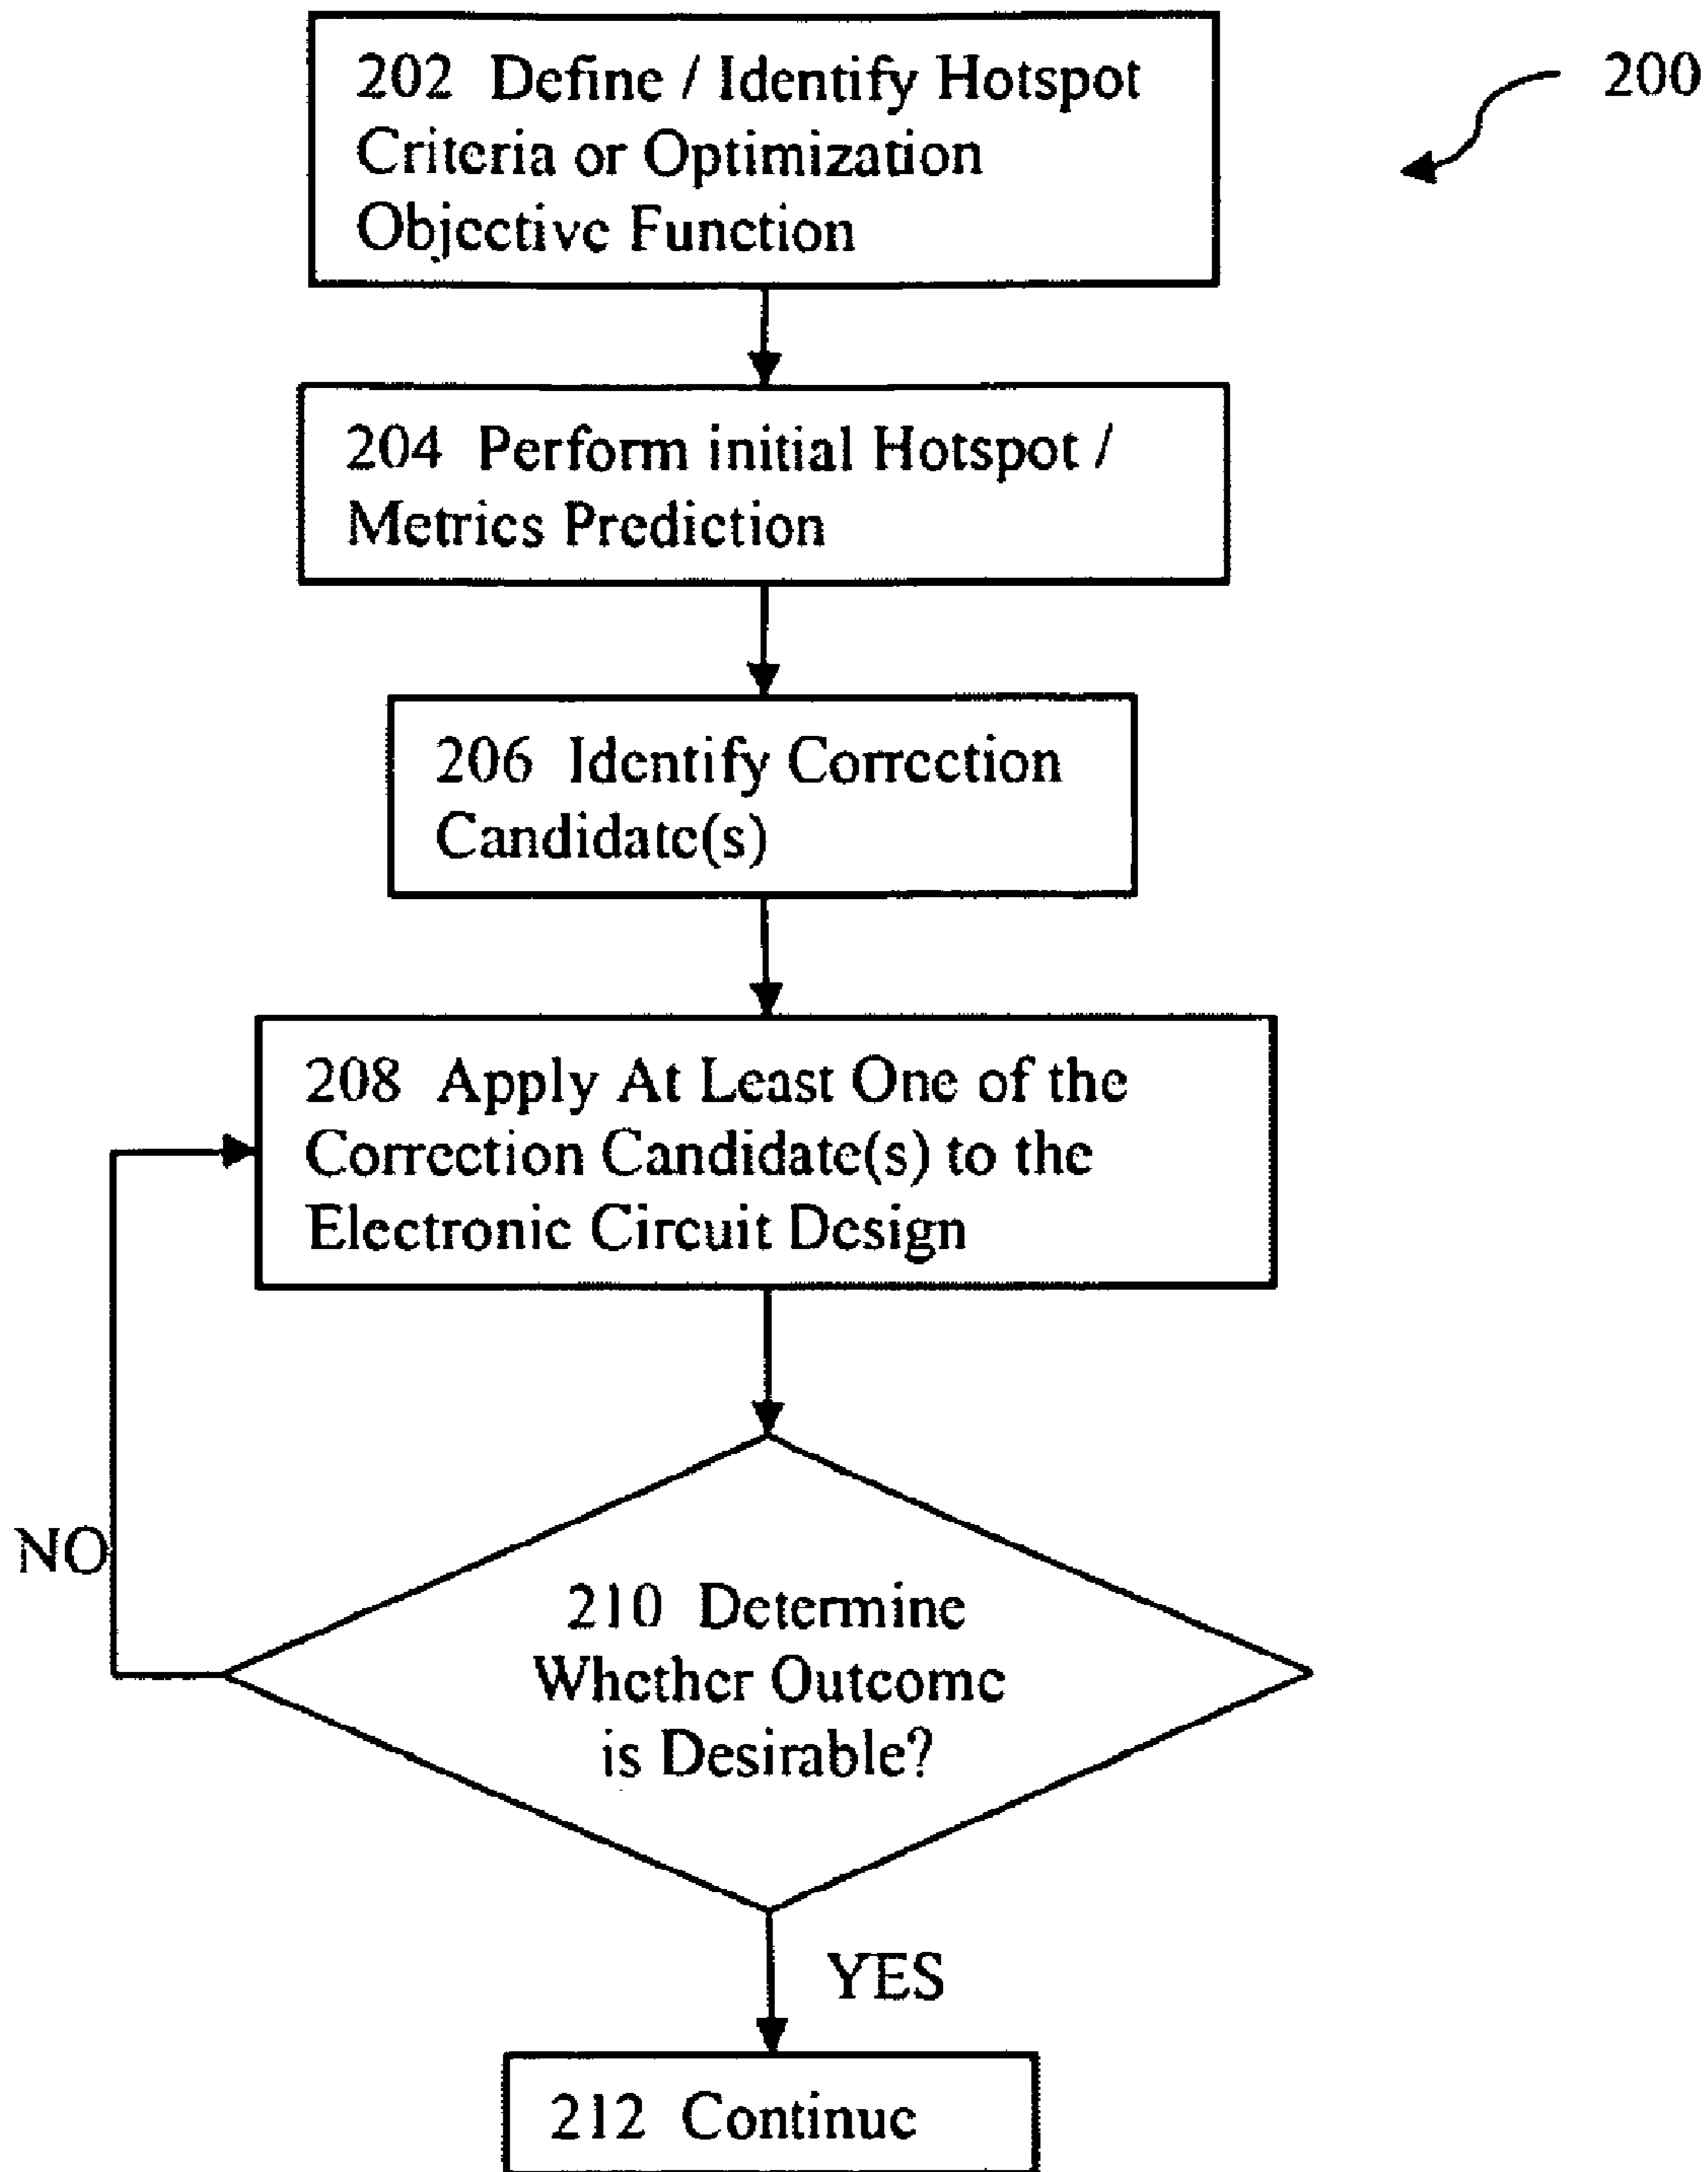 202 Define / Identify Hotspot
Criteria or Optimization
Objective Function
200
204 Perform initial Hotspot /
Metrics Prediction
206 Identify Correction
Candidate(s)
208 Apply At Least One of the
Correction Candidate(s) to the
Electronic Circuit Design
NO
210 Determine
Whether Outcome
is Desirable?
YES
212 Continue